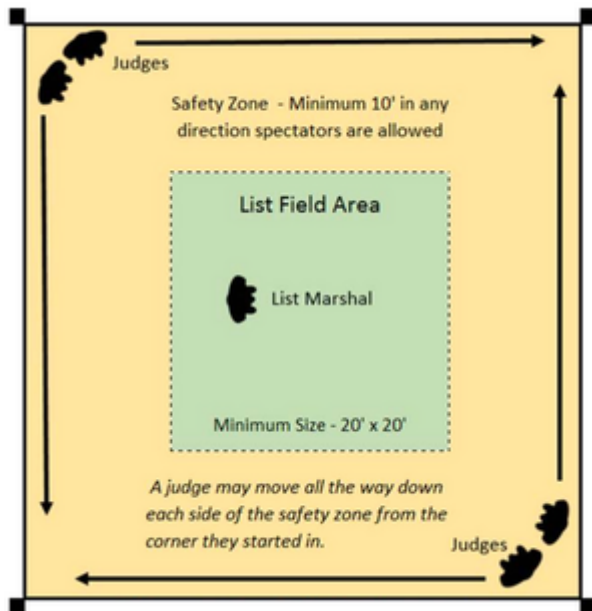 Judges
Safety Zone - Minimum 10' in any
direction spectators are allowed
List Field Area
List Marshal
Minimum Size - 20' x 20'
A judge may move all the way down
each side of the safety zone from the
corner they started in.
Judges